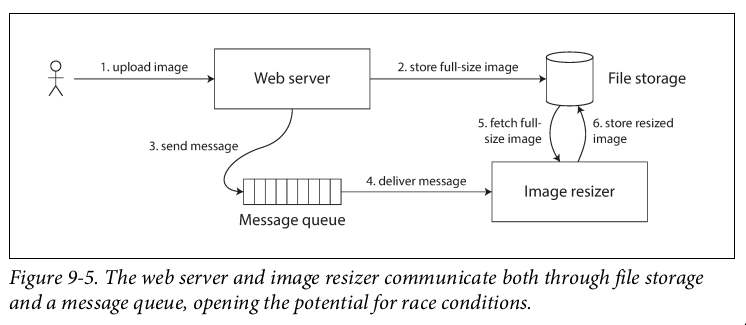 1. upload image
Web server
2. store full-size image
File storage
3. send message
5. fetch full-
size image
6. store resized
image
4. deliver message
Message queue
Image resizer
Figure 9-5. The web server and image resizer communicate both through file storage
and a message queue, opening the potential for race conditions.